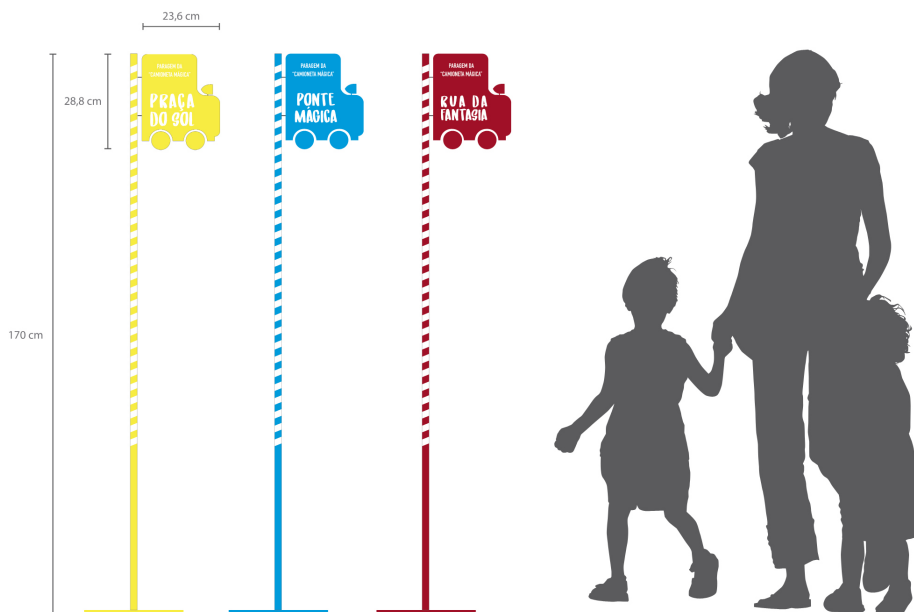 23,6 cm
28,8 cm
170 cm
PARAGEM DA
"CAMIONETA MÁGICA"
PRAÇA
DO SOL
PARAGEM DA
"CAMIONETA MÁGICA"
PONTE
MÁGICA
PARAGEM DA
"CAMIONETA MÁGICA"
RUA DA
FANTASIA